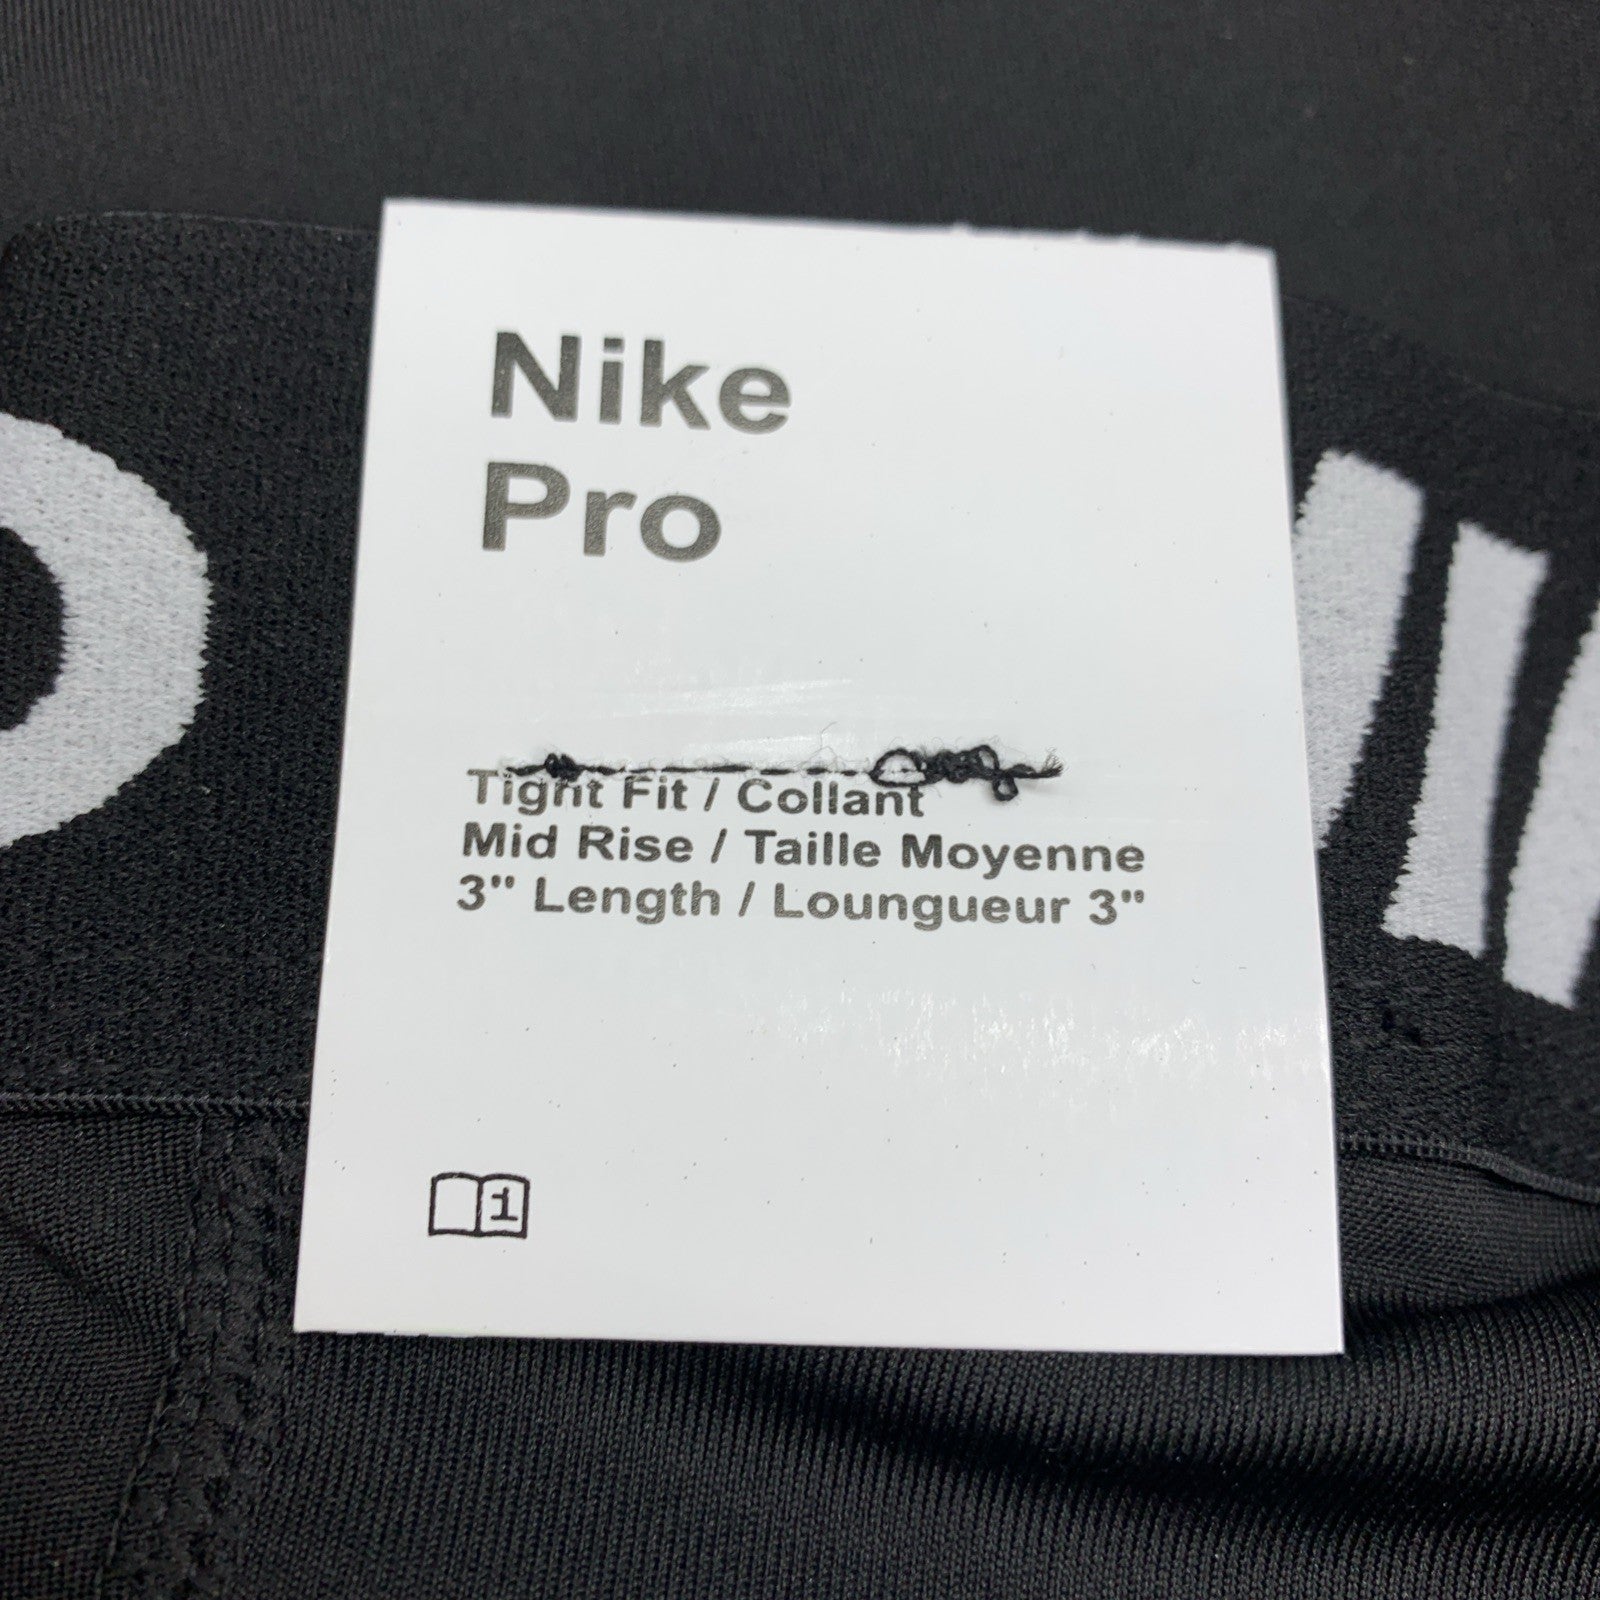 Nike
Pro
Tight Fit / Collant
Mid Rise / Taille Moyenne
3" Length / Loungueur 3"
i